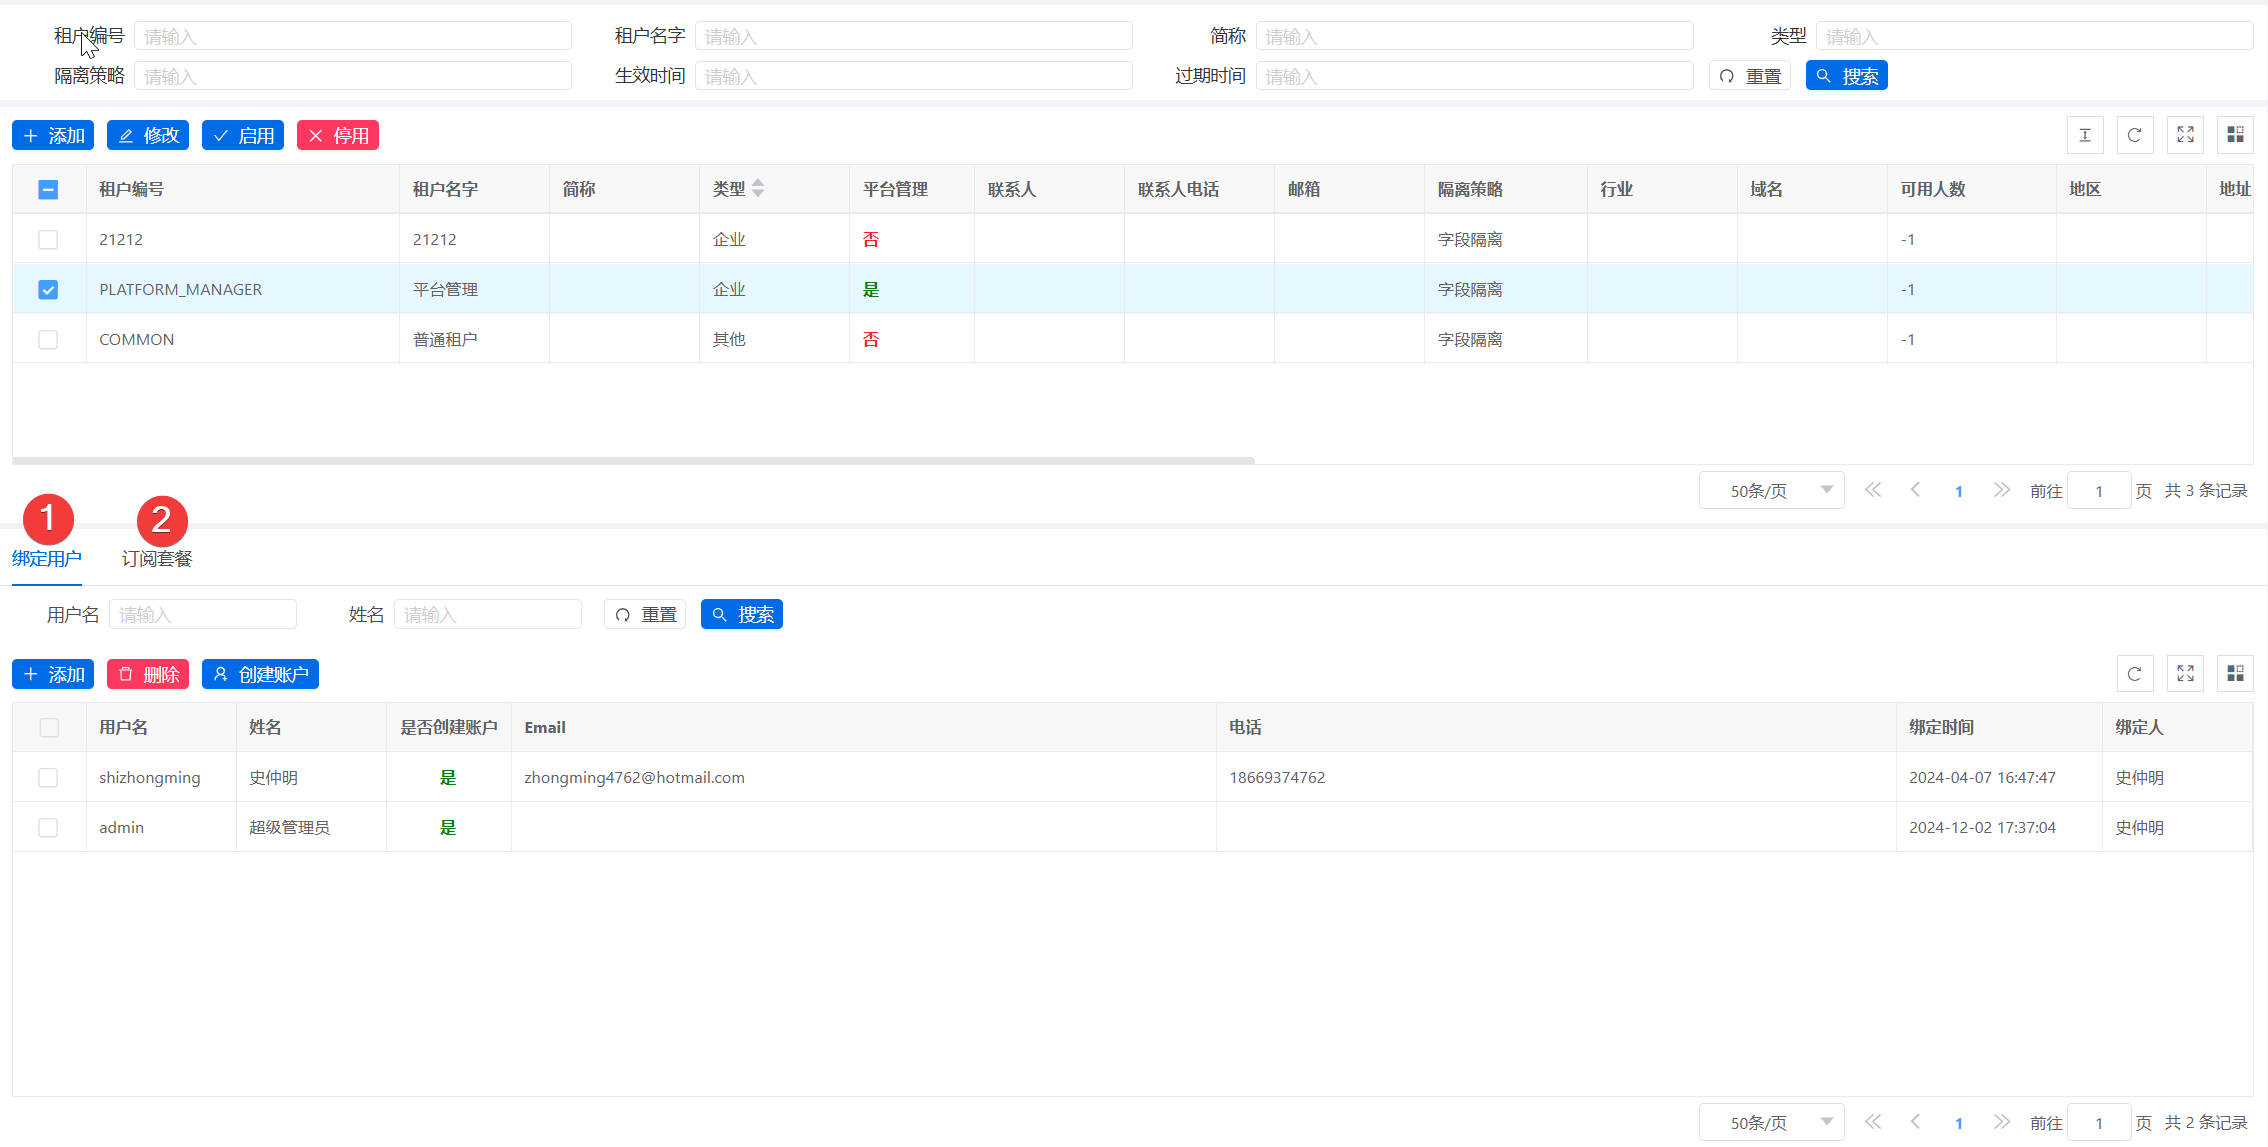 租户编号 请输入 租户名字 请输入 简称 请输入 类型 请输入
隔离策略 请输入 生效时间 请输入 过期时间 请输入 重置 搜索
添加 修改 启用 停用
租户编号 租户名字 简称 类型 平台管理 联系人 联系人电话 邮箱 隔离策略 行业 域名 可用人数 地区 地址
21212 21212 企业 否 字段隔离 -1
PLATFORM_MANAGER 平台管理 企业 是 字段隔离 -1
COMMON 普通租户 其他 否 字段隔离 -1
50条/页 1 前往 1 页 共 3 条记录
1 2
绑定用户 订阅套餐
用户名 请输入 姓名 请输入 重置 搜索
添加 删除 创建账户
用户名 姓名 是否创建账户 Email 电话 绑定时间 绑定人
shizhongming 史仲明 是 zhongming4762@hotmail.com 18669374762 2024-04-07 16:47:47 史仲明
admin 超级管理员 是 2024-12-02 17:37:04 史仲明
50条/页 1 前往 1 页 共 2 条记录